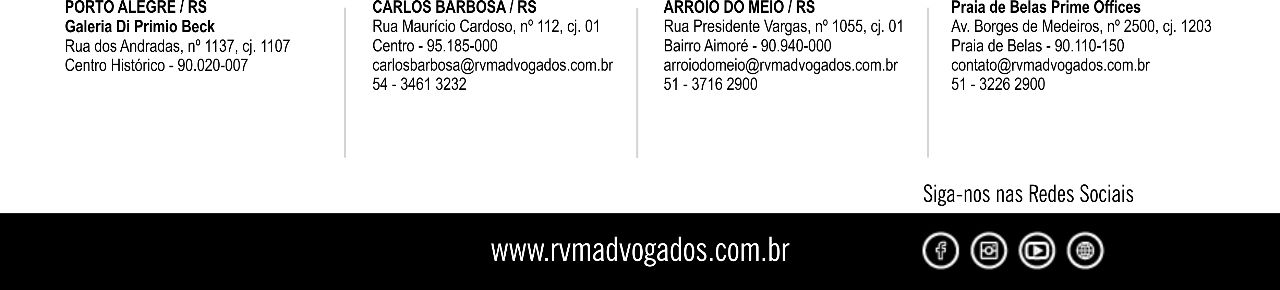 PORTO ALEGRE / RS
Galeria Di Primio Beck
Rua dos Andradas, nº 1137, cj. 1107
Centro Histórico - 90.020-007
CARLOS BARBOSA / RS
Rua Maurício Cardoso, nº 112, cj. 01
Centro - 95.185-000
carlosbarbosa@rvmadvogados.com.br
54 - 3461 3232
ARROIO DO MEIO / RS
Rua Presidente Vargas, nº 1055, cj. 01
Bairro Aimoré - 90.940-000
arroiodomeio@rvmadvogados.com.br
51 - 3716 2900
Praia de Belas Prime Offices
Av. Borges de Medeiros, nº 2500, cj. 1203
Praia de Belas - 90.110-150
contato@rvmadvogados.com.br
51 - 3226 2900
Siga-nos nas Redes Sociais
www.rvmadvogados.com.br